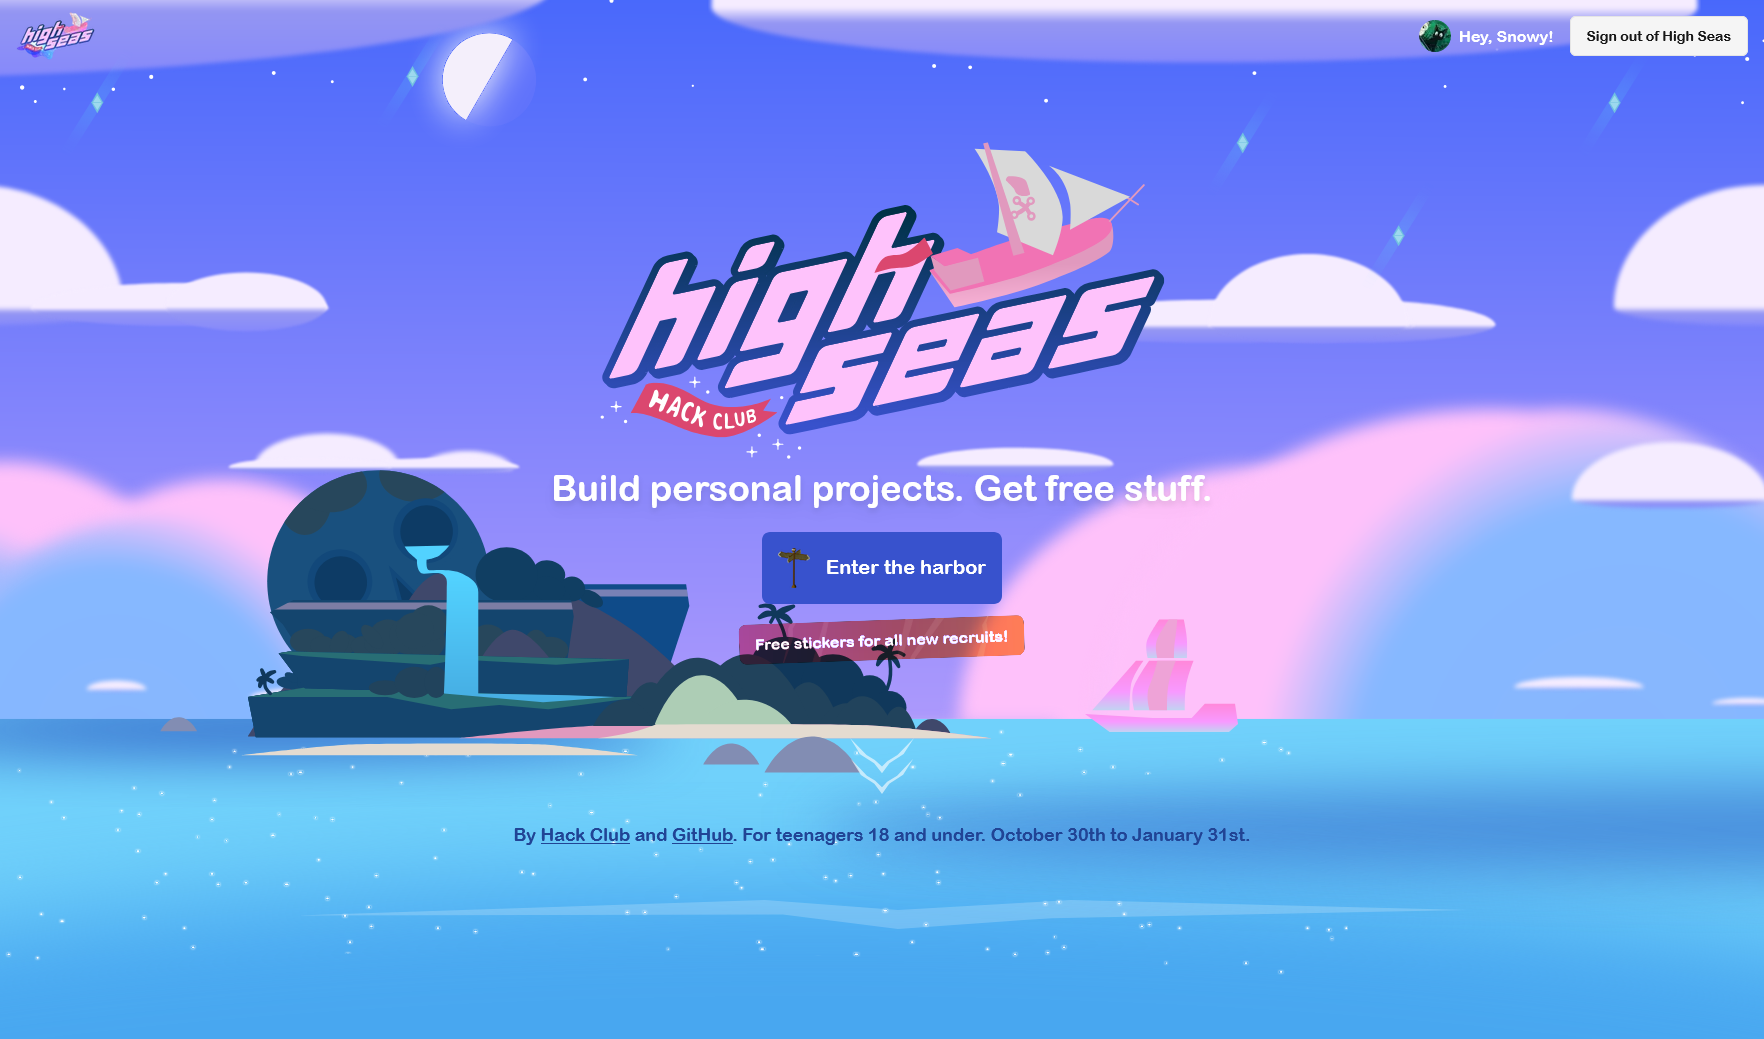 high seas
Hey, Snowy!
Sign out of High Seas
high
seas
HACK CLUB
Build personal projects. Get free stuff.
Enter the harbor
Free stickers for all new recruits!
By Hack Club and GitHub. For teenagers 18 and under. October 30th to January 31st.